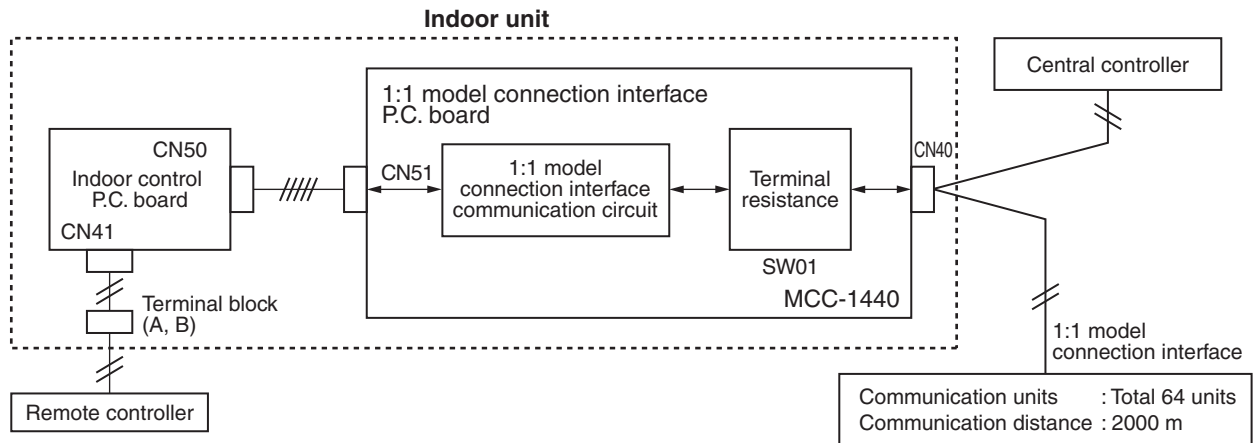 Indoor unit
Central controller
1:1 model connection interface
P.C. board
CN50
Indoor control
P.C. board
CN41
CN51
1:1 model
connection interface
communication circuit
Terminal
resistance
CN40
SW01
MCC-1440
Terminal block
(A, B)
1:1 model
connection interface
Remote controller
Communication units : Total 64 units
Communication distance : 2000 m